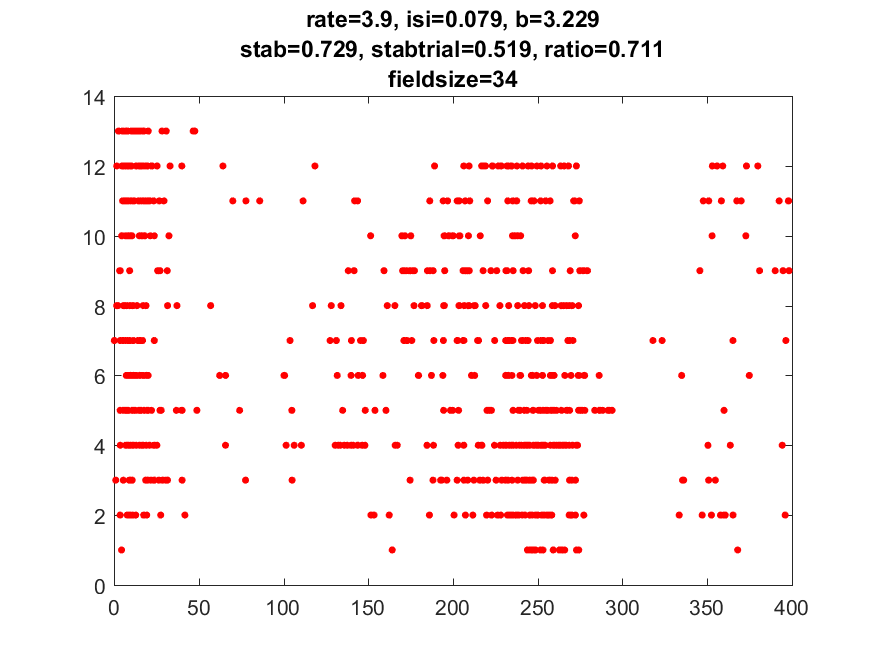 rate=3.9, isi=0.079, b=3.229
stab=0.729, stabtrial=0.519, ratio=0.711
fieldsize=34
14
12
10
8
6
4
2
0
0 50 100 150 200 250 300 350 400